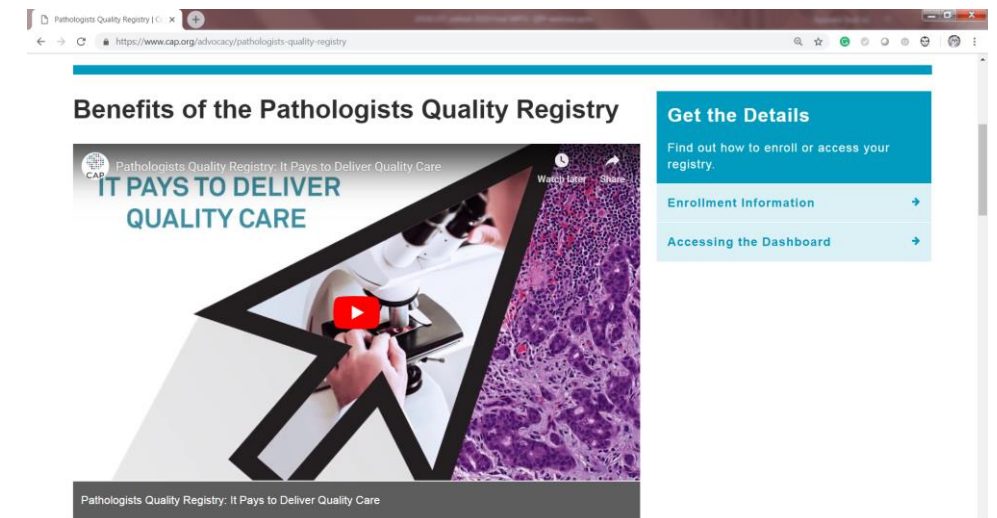 Pathologists Quality Registry | Co
https://www.cap.org/advocacy/pathologists-quality-registry
Benefits of the Pathologists Quality Registry
CAP
Pathologists Quality Registry: It Pays to Deliver Quality Care
Watch later
Share
IT PAYS TO DELIVER
QUALITY CARE
Pathologists Quality Registry: It Pays to Deliver Quality Care
Get the Details
Find out how to enroll or access your
registry.
Enrollment Information
Accessing the Dashboard